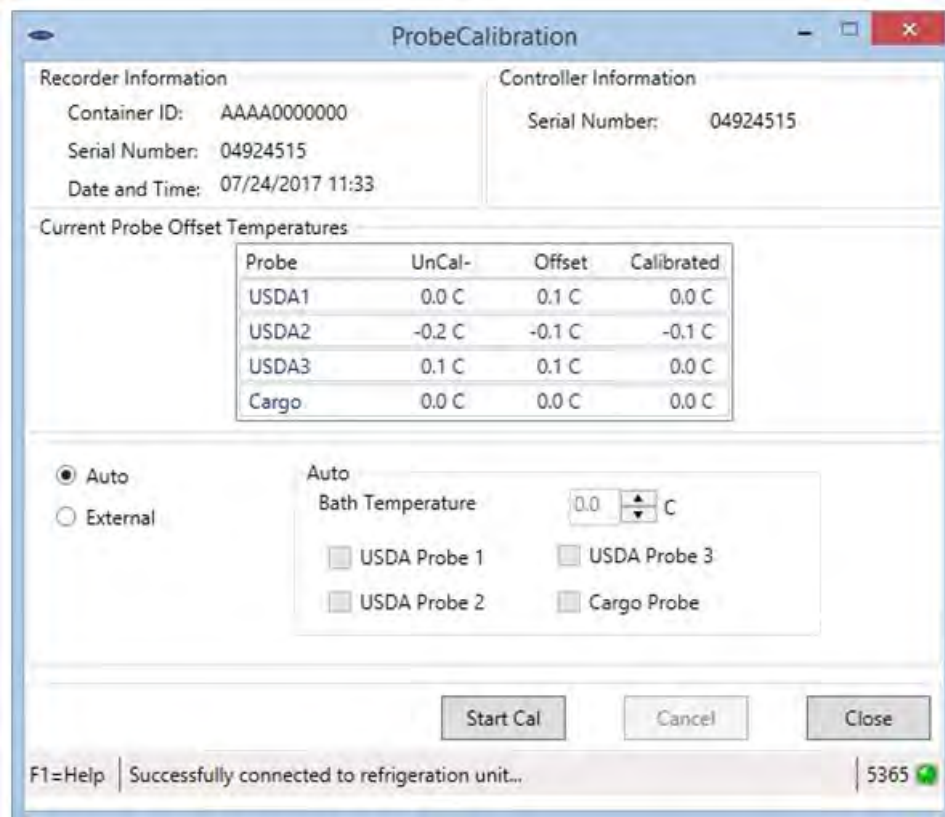 ProbeCalibration
Recorder Information
Container ID: AAAA0000000
Serial Number: 04924515
Date and Time: 07/24/2017 11:33
Controller Information
Serial Number: 04924515
Current Probe Offset Temperatures
Probe UnCal- Offset Calibrated
USDA1 0.0 C 0.1 C 0.0 C
USDA2 -0.2 C -0.1 C -0.1 C
USDA3 0.1 C 0.1 C 0.0 C
Cargo 0.0 C 0.0 C 0.0 C
Auto
External
Auto
Bath Temperature 0.0 C
USDA Probe 1 USDA Probe 3
USDA Probe 2 Cargo Probe
Start Cal Cancel Close
F1=Help Successfully connected to refrigeration unit... 5365